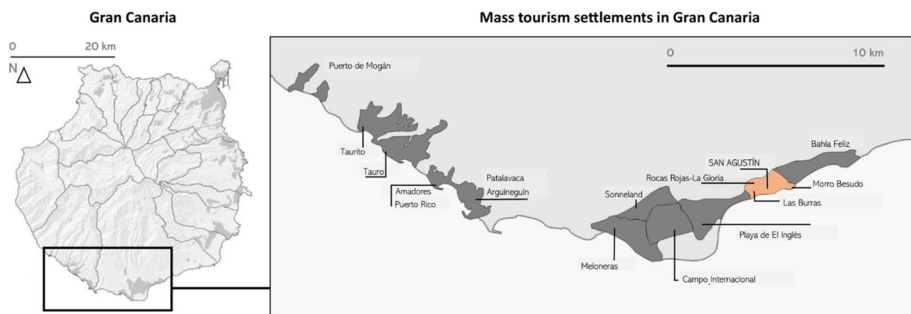 Gran Canaria
0 20 km
N
Mass tourism settlements in Gran Canaria
0 10 km
Puerto de Mogán
Taurito
Tauro
Amadores
Puerto Rico
Patalavaca
Arguineguín
Sonneland
Meloneras
Campo Internacional
Playa de El Inglés
Rocas Rojas-La Gloria
SAN AGUSTÍN
Bahía Feliz
Morro Besudo
Las Burras